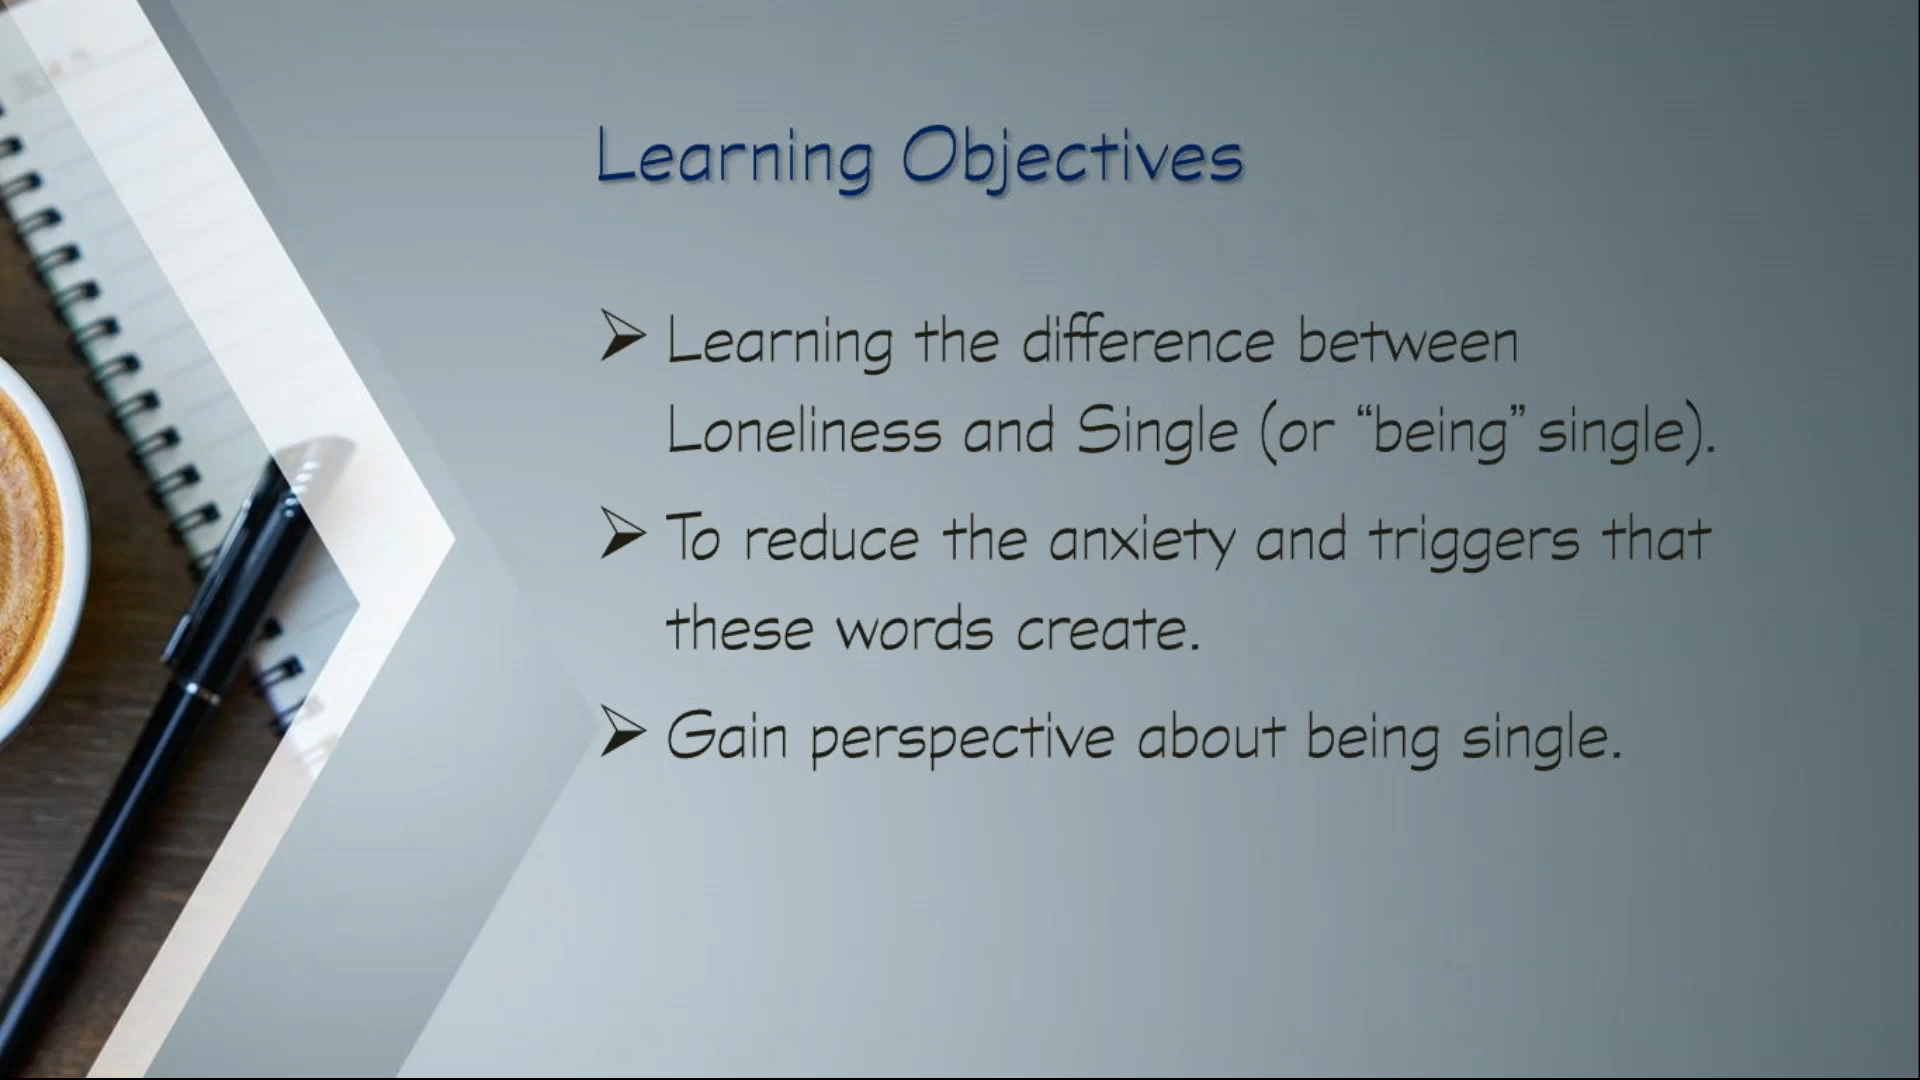 Learning Objectives
➢ Learning the difference between
Loneliness and Single (or “being” single).
➢ To reduce the anxiety and triggers that
these words create.
➢ Gain perspective about being single.